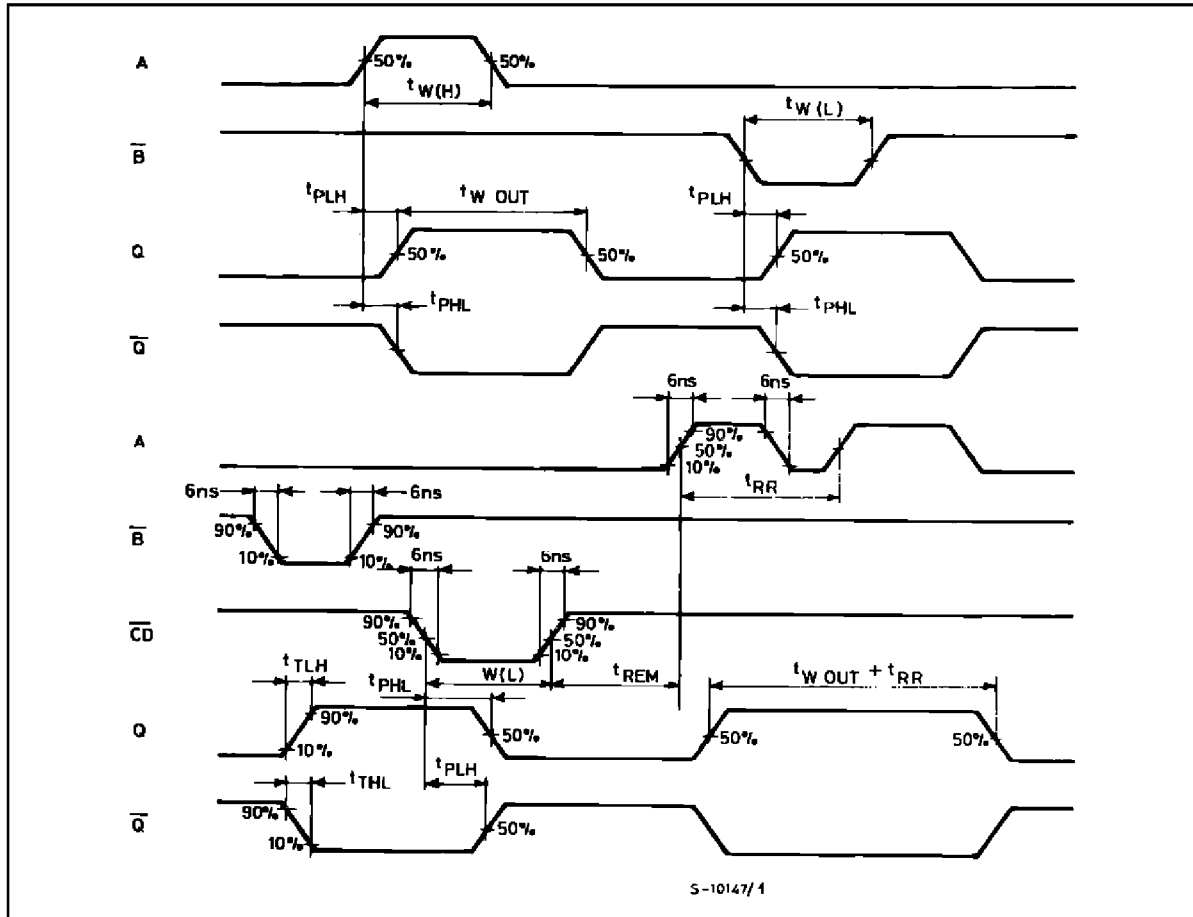 A 50% 50%
t W(H)
t W(L)
B
t PLH t W OUT t PLH
Q 50% 50% 50%
t PHL t PHL
Q
6ns 6ns
A 90%
50%
10%
t RR
6ns 6ns
B 90% 90%
10% 10%
6ns 6ns
CD 90% 90%
50% 50%
10% 10%
t TLH t PHL W(L) t REM t W OUT + t RR
Q 90%
10% 50% 50% 50%
t THL t PLH
Q 90% 50%
10%
S-10147/1